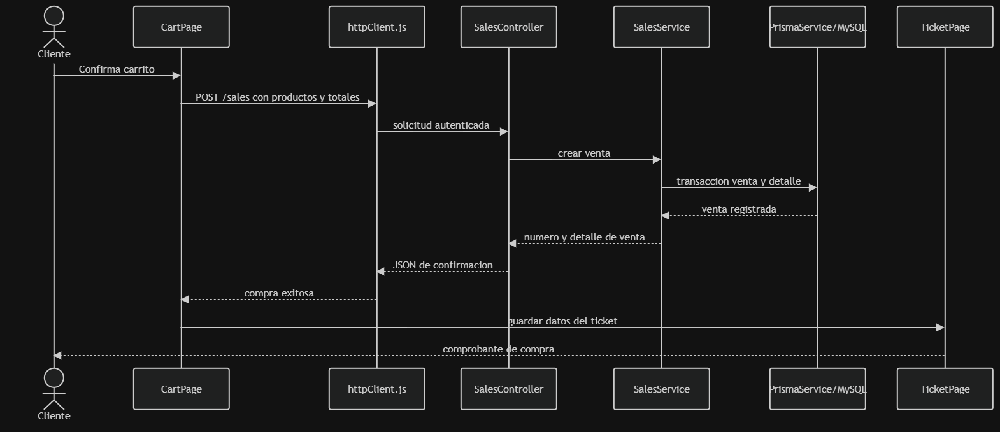 Cliente
CartPage
httpClient.js
SalesController
SalesService
PrismaService/MySQL
TicketPage
Confirma carrito
POST /sales con productos y totales
solicitud autenticada
crear venta
transaccion venta y detalle
venta registrada
numero y detalle de venta
JSON de confirmacion
compra exitosa
guardar datos del ticket
comprobante de compra
Cliente
CartPage
httpClient.js
SalesController
SalesService
PrismaService/MySQL
TicketPage